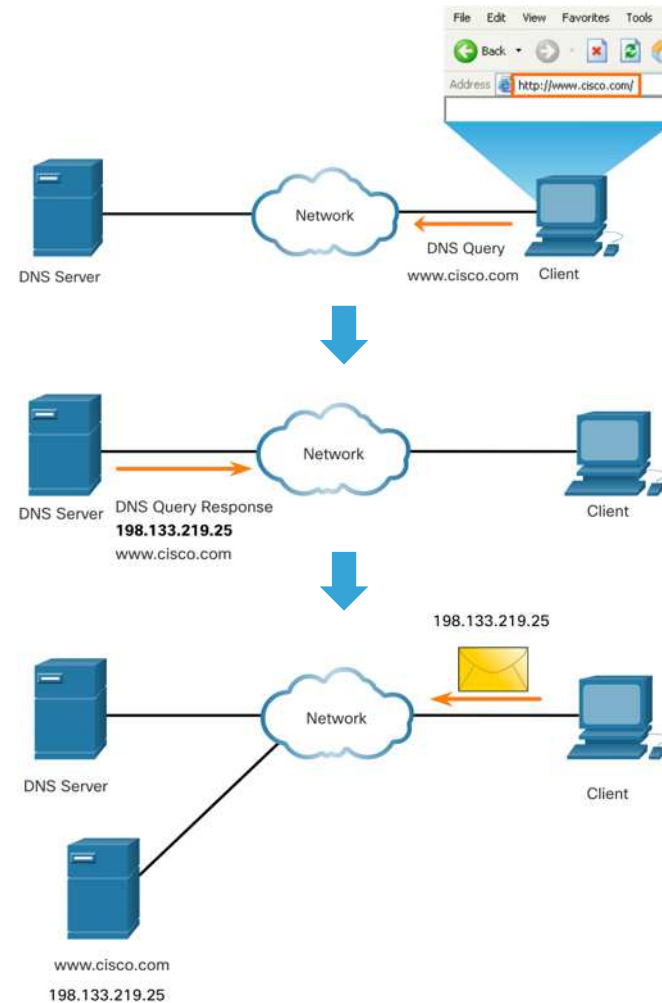 File Edit View Favorites Tools
Back
Address http://www.cisco.com/
Network
DNS Query
www.cisco.com
DNS Server
Client
Network
DNS Server
DNS Query Response
198.133.219.25
www.cisco.com
Client
198.133.219.25
Network
DNS Server
Client
www.cisco.com
198.133.219.25